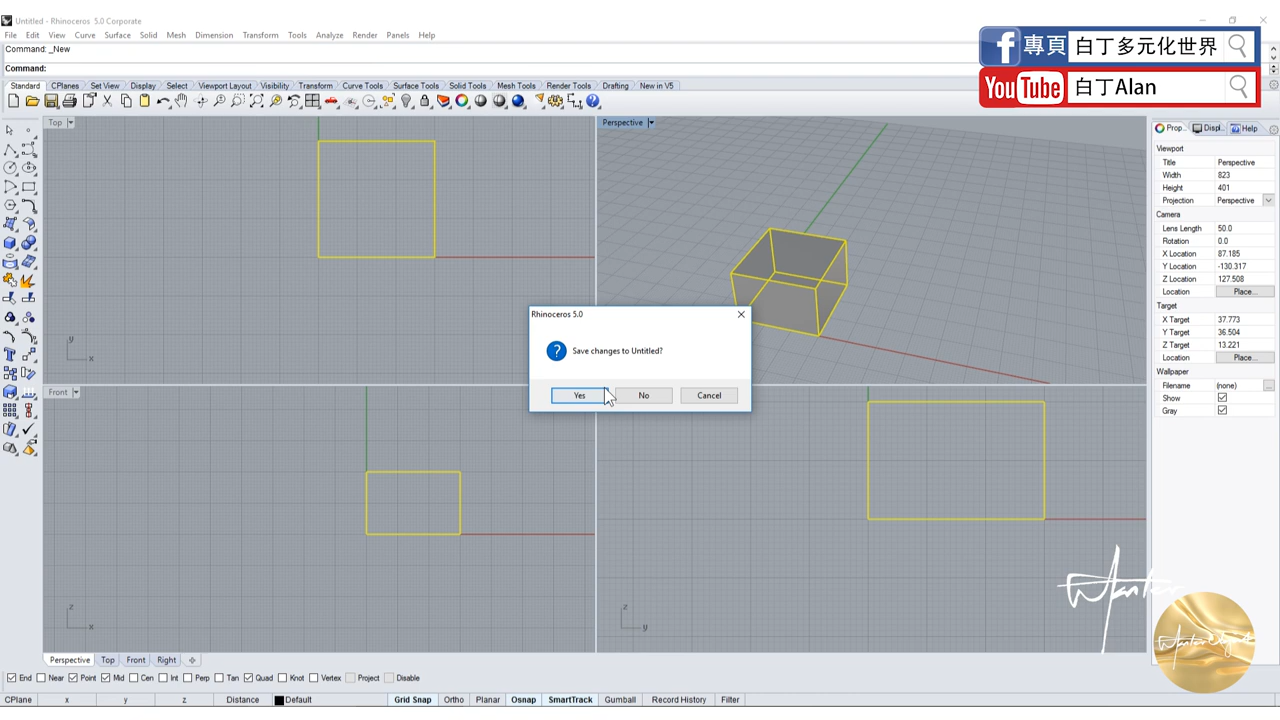 Untitled - Rhinoceros 5.0 Corporate
File Edit View Curve Surface Solid Mesh Dimension Transform Tools Analyze Render Panels Help
Command: _New
Command:
專頁 白丁多元化世界
YouTube 白丁Alan
Standard CPlanes Set View Display Select Viewport Layout Visibility Transform Curve Tools Surface Tools Solid Tools Mesh Tools Render Tools Drafting New in V5
Top
Perspective
Prop... Displ... Help
Viewport
Title Perspective
Width 823
Height 401
Projection Perspective
Camera
Lens Length 50.0
Rotation 0.0
X Location 87.185
Y Location -130.317
Z Location 127.508
Location Place...
Target
X Target 37.773
Y Target 36.504
Z Target 13.221
Location Place...
Wallpaper
Filename (none) ...
Show
Gray
Rhinoceros 5.0
Save changes to Untitled?
Yes No Cancel
y
x
Front
z
x
z
y
Perspective Top Front Right
End Near Point Mid Cen Int Perp Tan Quad Knot Vertex Project Disable
CPlane x y z Distance Default Grid Snap Ortho Planar Osnap SmartTrack Gumball Record History Filter